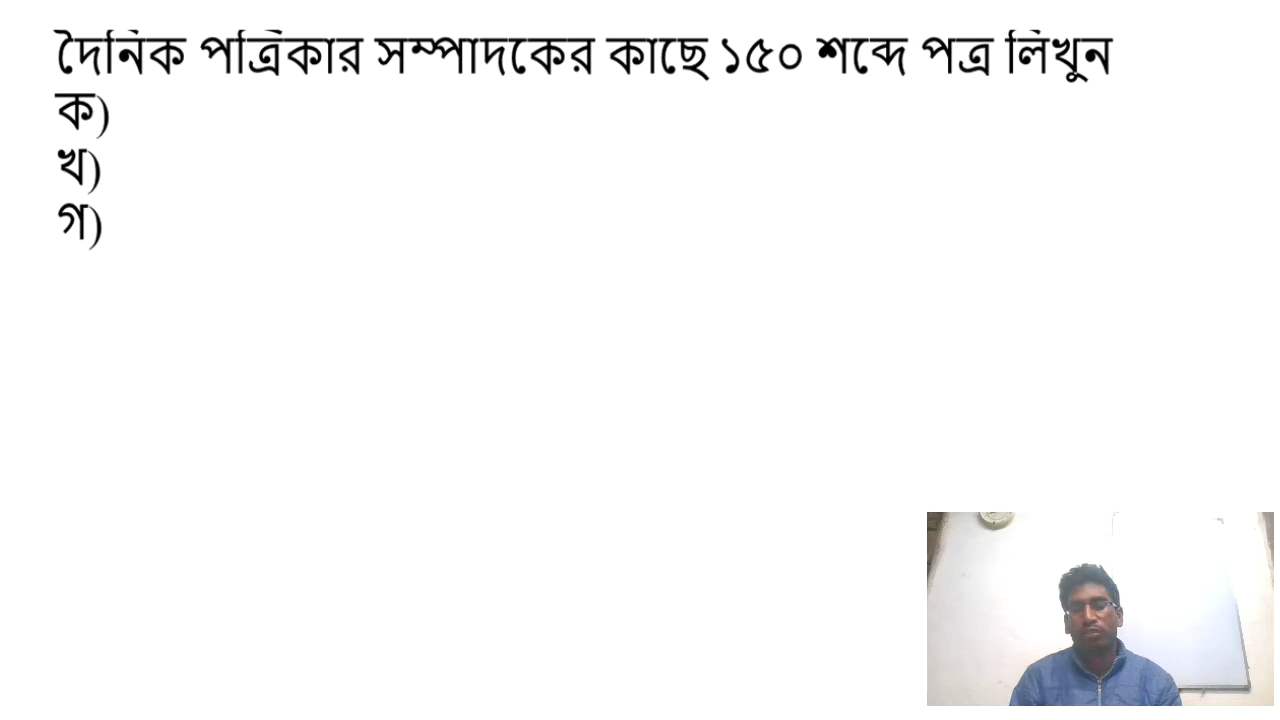 দৈনিক পত্রিকার সম্পাদকের কাছে ১৫০ শব্দে পত্র লিখুন
ক)
খ)
গ)